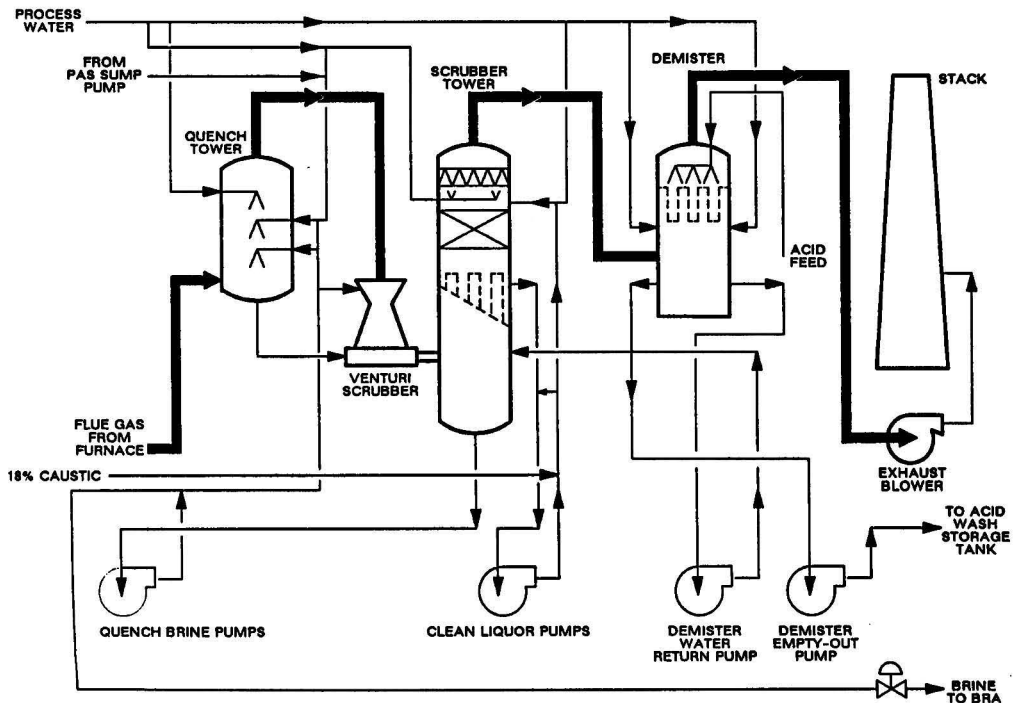 PROCESS
WATER
FROM
PAS SUMP
PUMP
QUENCH
TOWER
SCRUBBER
TOWER
DEMISTER
STACK
ACID
FEED
VENTURI
SCRUBBER
FLUE GAS
FROM
FURNACE
18% CAUSTIC
EXHAUST
BLOWER
TO ACID
WASH
STORAGE
TANK
QUENCH BRINE PUMPS
CLEAN LIQUOR PUMPS
DEMISTER
WATER
RETURN PUMP
DEMISTER
EMPTY-OUT
PUMP
BRINE
TO BRA